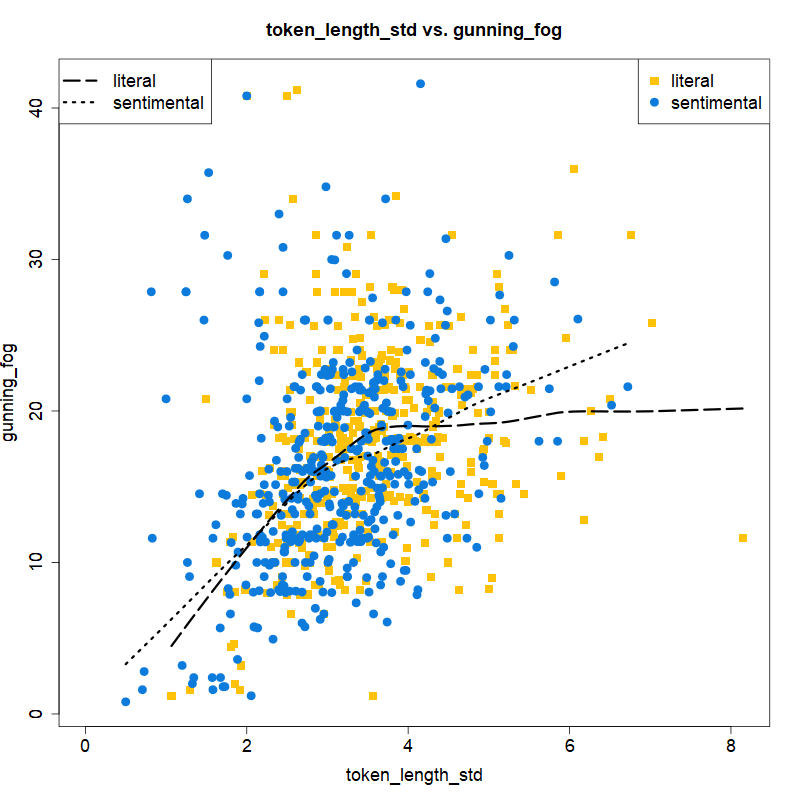 token_length_std vs. gunning_fog
literal
sentimental
literal
sentimental
gunning_fog
40
30
20
10
0
0 2 4 6 8
token_length_std